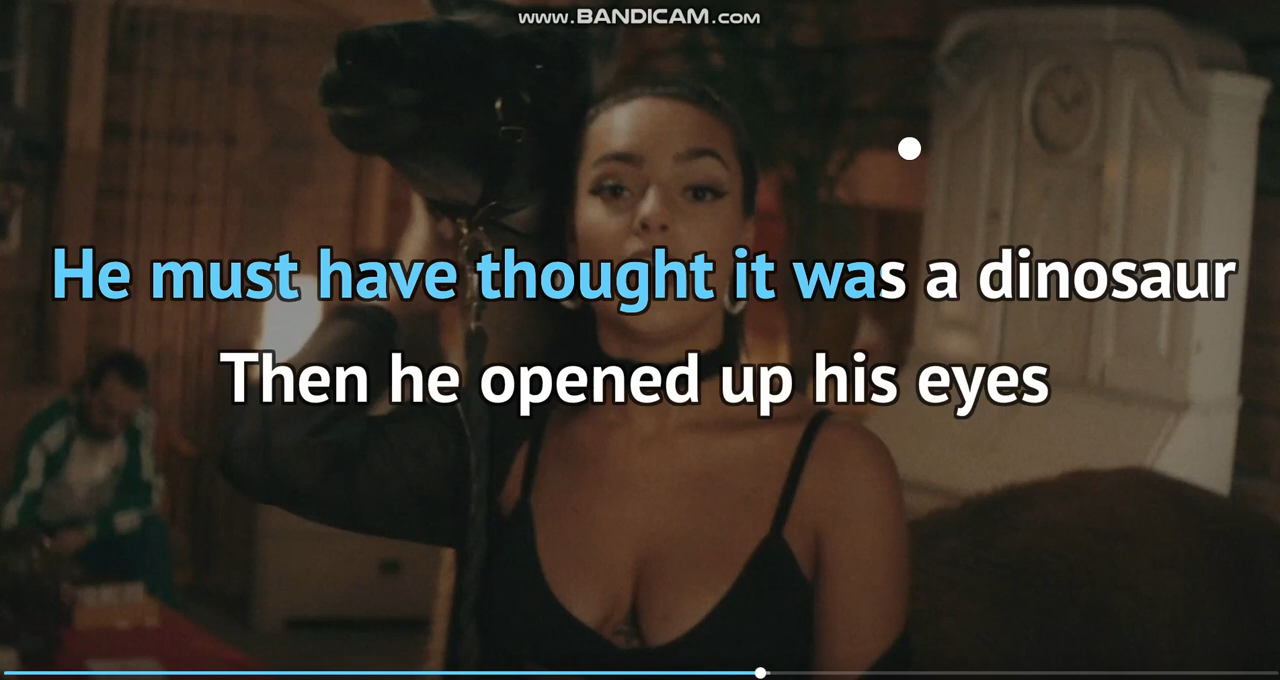 www.BANDICAM.com
He must have thought it was a dinosaur
Then he opened up his eyes